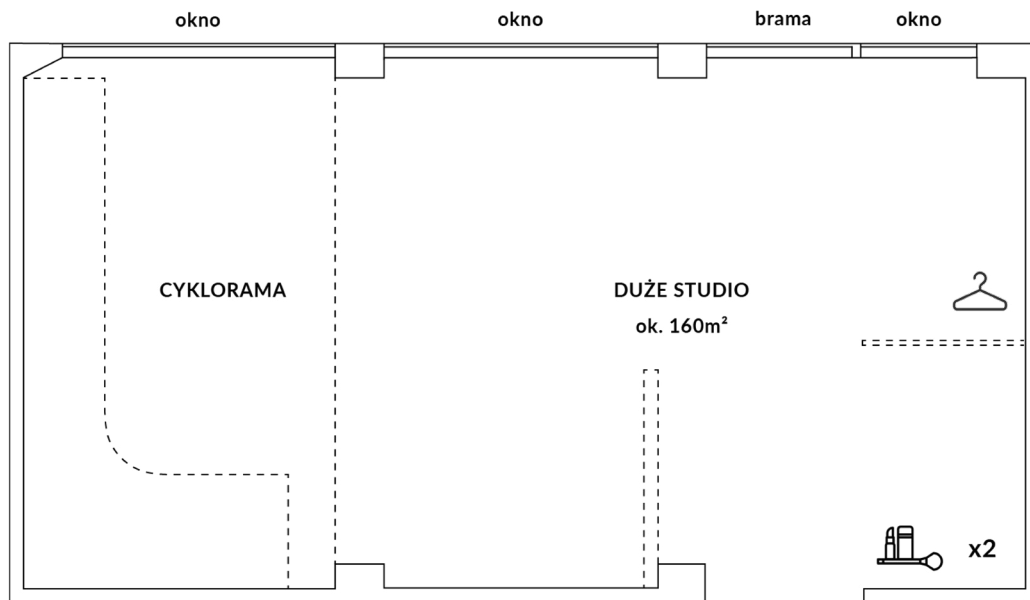 okno
okno
brama
okno
CYKLORAMA
DUŻE STUDIO
ok. 160m²
x2